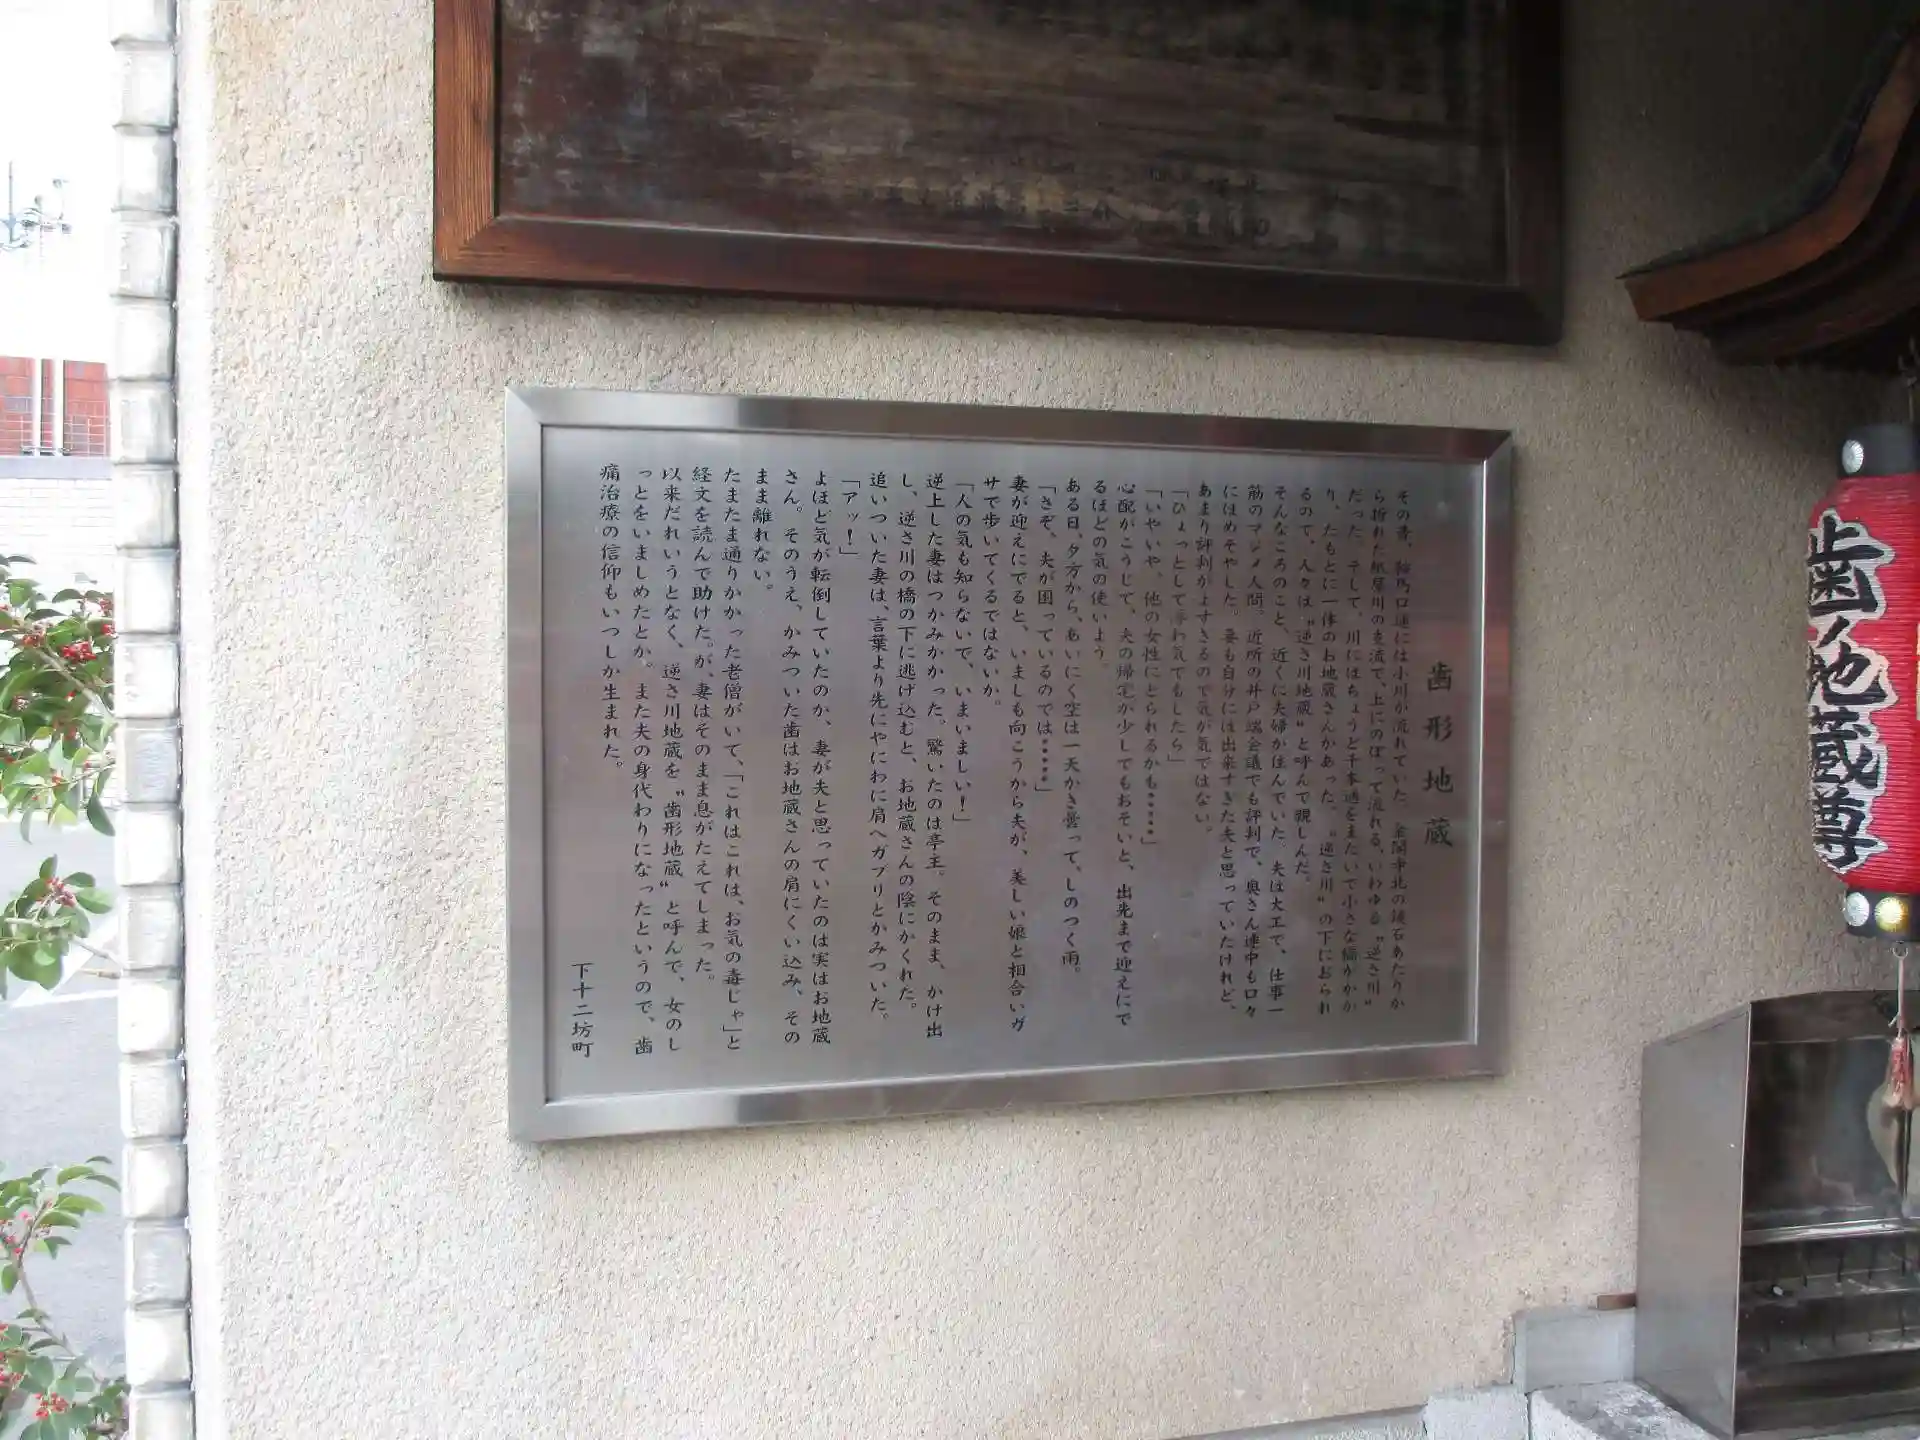 歯形地蔵
その昔、鞍馬口通には小川が流れていた。金閣寺北の鏡石あたりか
ら折れた紙屋川の支流で、上にのぼって流れる、いわゆる〝逆さ川〟
だった。そして、川にはちょうど千本通をまたいで小さな橋がかか
り、たもとに一体のお地蔵さんがあった。〝逆さ川〟の下におられ
るので、人々は〝逆さ川地蔵〟と呼んで親しんだ。
そんなころのこと、近くに夫婦が住んでいた。夫は大工で、仕事一
筋のマジメ人間。近所の井戸端会議でも評判で、奥さん連中も口々
にほめそやした。妻も自分には出来すぎた夫と思っていたけれど、
あまり評判がよすぎるので気が気ではない。
「ひょっとして浮わ気でもしたら」
「いやいや、他の女性にとられるかも・・・・・」
心配がこうじて、夫の帰宅が少しでもおそいと、出先まで迎えにで
るほどの気の使いよう。
ある日、夕方から、あいにく空は一天かき曇って、しのつく雨。
「さぞ、夫が困っているのでは・・・・・」
妻が迎えにでると、いましも向こうから夫が、美しい娘と相合いガ
サで歩いてくるではないか。
「人の気も知らないで、いまいましい!」
逆上した妻はつかみかかった。驚いたのは亭主。そのまま、かけ出
し、逆さ川の橋の下に逃げ込むと、お地蔵さんの陰にかくれた。
追いついた妻は、言葉より先にやにわに肩へガブリとかみついた。
「アッ!」
よほど気が転倒していたのか、妻が夫と思っていたのは実はお地蔵
さん。そのうえ、かみついた歯はお地蔵さんの肩にくい込み、その
まま離れない。
たまたま通りかかった老僧がいて、「これはこれは、お気の毒じゃ」と
経文を読んで助けた。が、妻はそのまま息がたえてしまった。
以来だれいうとなく、逆さ川地蔵を〝歯形地蔵〟と呼んで、女のし
っとをいましめたとか。また夫の身代わりになったというので、歯
痛治療の信仰もいつしか生まれた。
下十二坊町
歯ノ地蔵尊